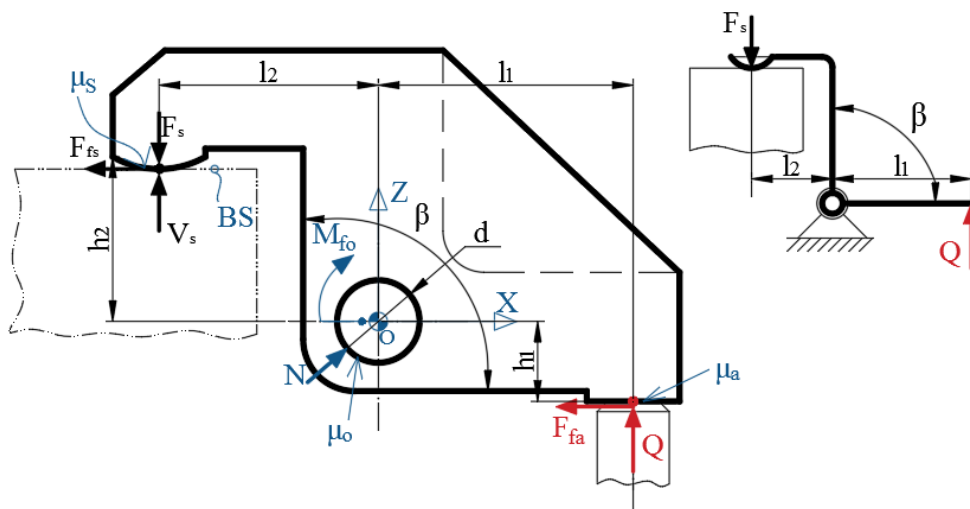 μS
Fs
Ffs
Vs
h2
l2
l1
BS
Z
β
d
Mfo
X
O
N
μo
h1
μa
Ffa
Q
Fs
β
l2
l1
Q